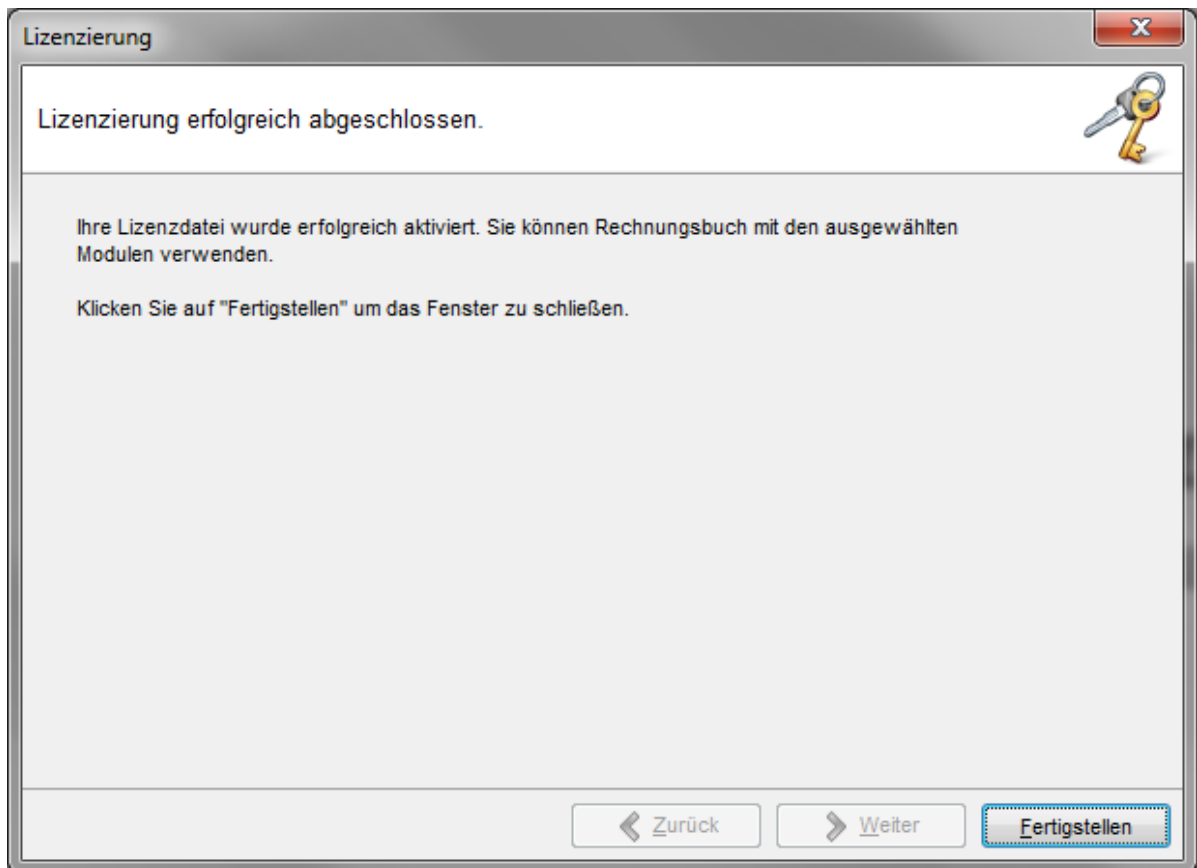 Lizenzierung
Lizenzierung erfolgreich abgeschlossen.
Ihre Lizenzdatei wurde erfolgreich aktiviert. Sie können Rechnungsbuch mit den ausgewählten
Modulen verwenden.
Klicken Sie auf "Fertigstellen" um das Fenster zu schließen.
Zurück
Weiter
Fertigstellen